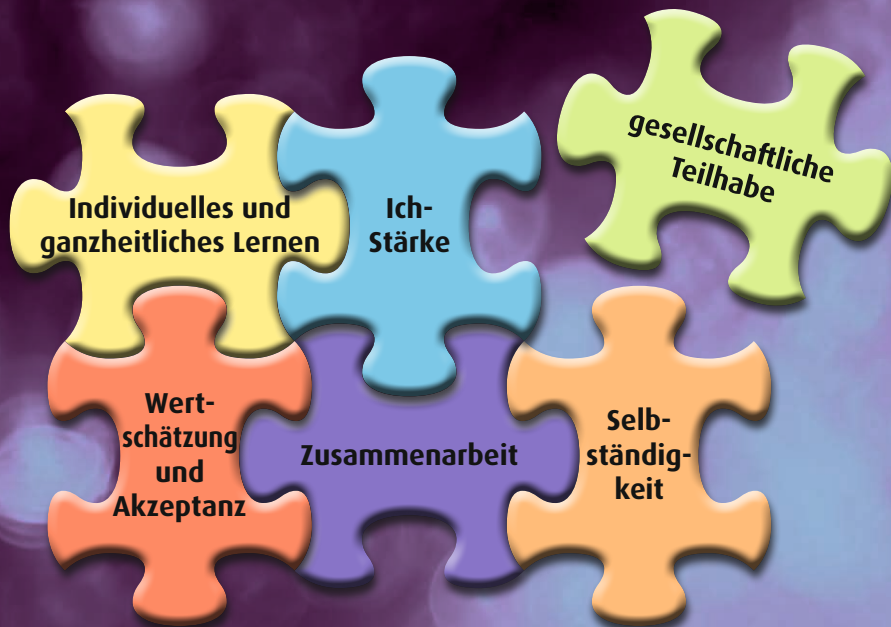 Individuelles und
ganzheitliches Lernen
Ich-
Stärke
gesellschaftliche
Teilhabe
Wert-
schätzung
und
Akzeptanz
Zusammenarbeit
Selb-
ständig-
keit